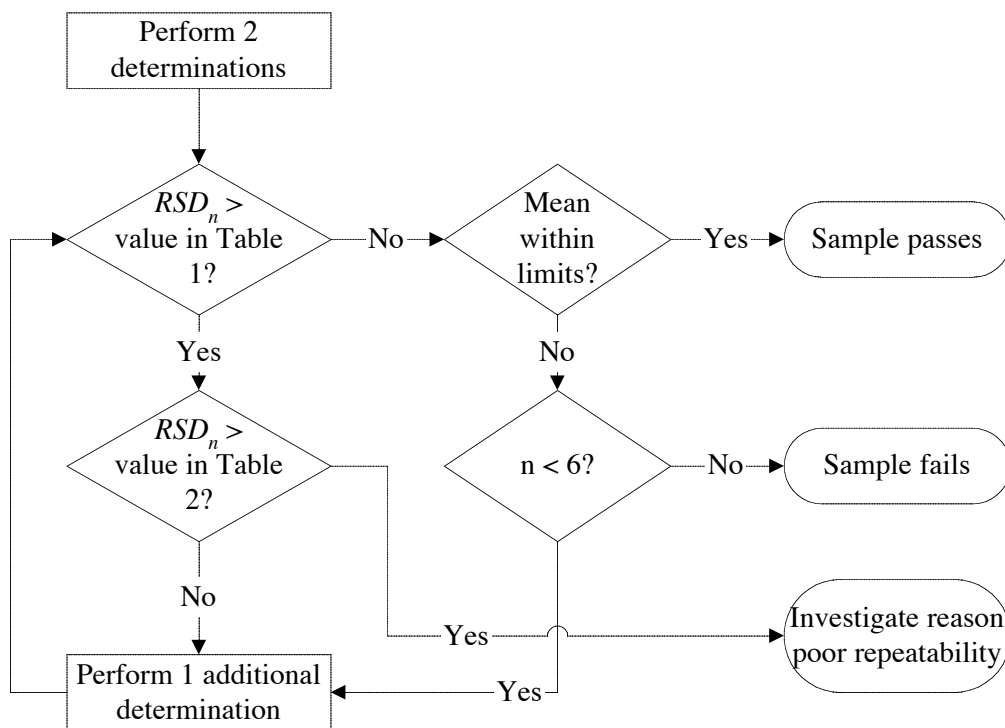 Perform 2
determinations
RSDn >
value in Table
1?
No
Mean
within
limits?
Yes
Sample passes
Yes
No
RSDn >
value in Table
2?
n < 6?
No
Sample fails
No
Yes
Investigate reason
poor repeatability
Perform 1 additional
determination
Yes